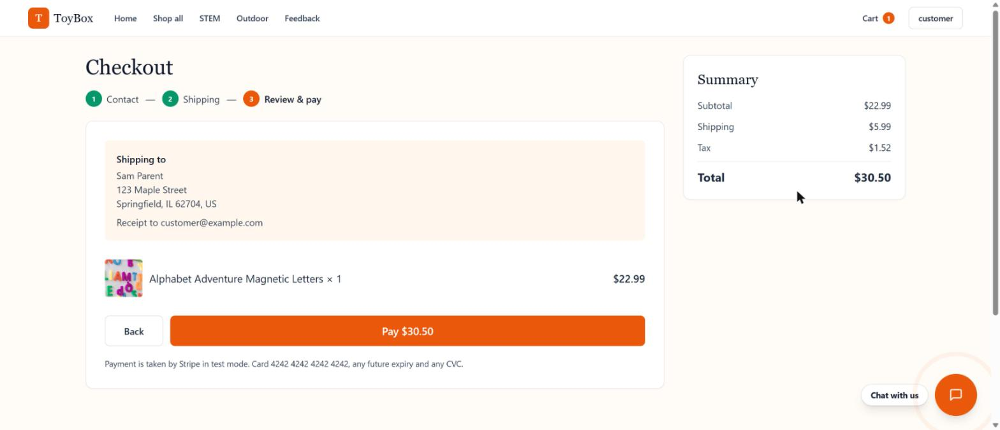 T ToyBox Home Shop all STEM Outdoor Feedback Cart 1 customer
Checkout
1 Contact — 2 Shipping — 3 Review & pay
Shipping to
Sam Parent
123 Maple Street
Springfield, IL 62704, US
Receipt to customer@example.com
Alphabet Adventure Magnetic Letters × 1 $22.99
Back Pay $30.50
Payment is taken by Stripe in test mode. Card 4242 4242 4242 4242, any future expiry and any CVC.
Summary
Subtotal $22.99
Shipping $5.99
Tax $1.52
Total $30.50
Chat with us